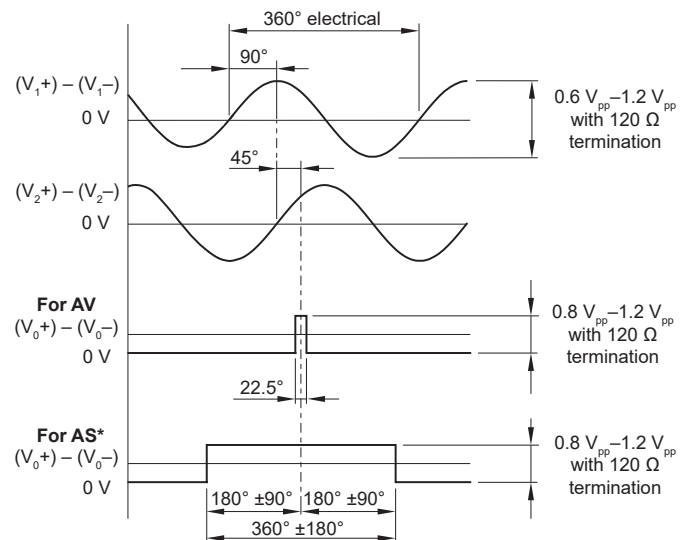 360° electrical
90°
(V₁+) – (V₁–)
0 V
0.6 Vpp–1.2 Vpp
with 120 Ω
termination
45°
(V₂+) – (V₂–)
0 V
For AV
(V₀+) – (V₀–)
0 V
0.8 Vpp–1.2 Vpp
with 120 Ω
termination
22.5°
For AS*
(V₀+) – (V₀–)
0 V
0.8 Vpp–1.2 Vpp
with 120 Ω
termination
180° ±90° 180° ±90°
360° ±180°